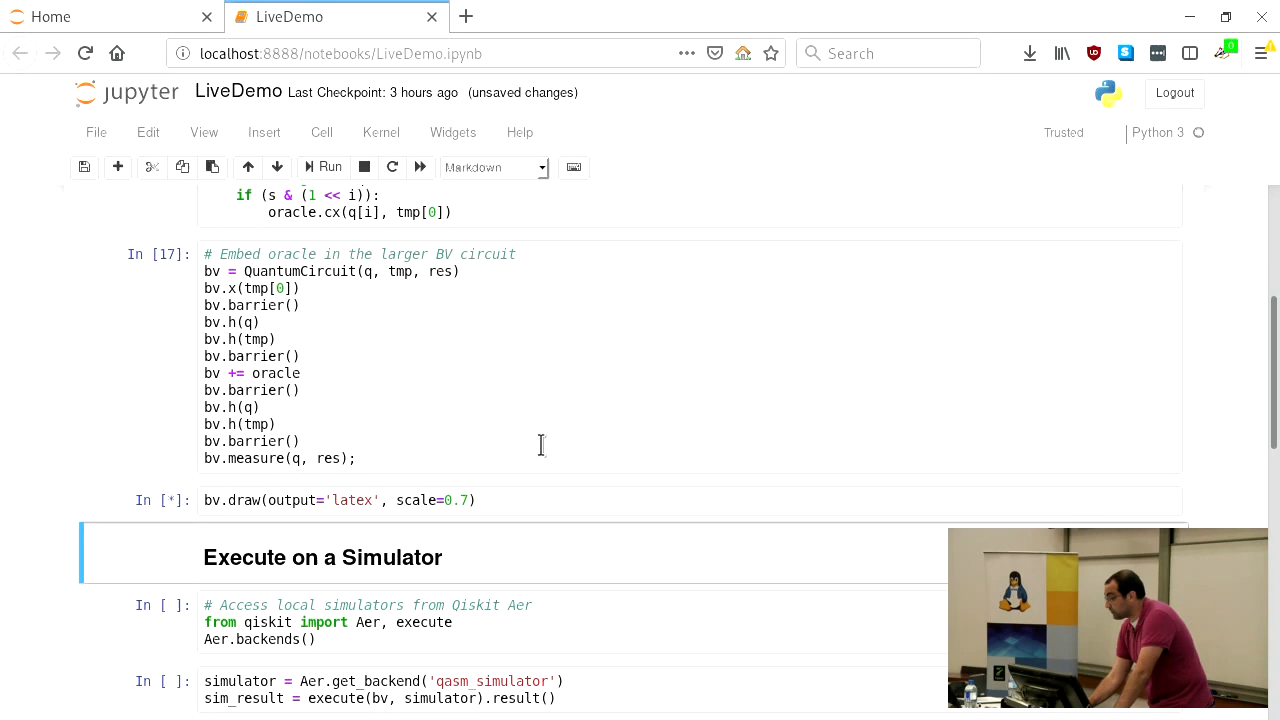 Home
LiveDemo
localhost:8888/notebooks/LiveDemo.ipynb
Search
0
jupyter LiveDemo Last Checkpoint: 3 hours ago (unsaved changes)
Logout
File Edit View Insert Cell Kernel Widgets Help
Trusted
Python 3
Run
Markdown
if (s & (1 << i)):
oracle.cx(q[i], tmp[0])
In [17]:
# Embed oracle in the larger BV circuit
bv = QuantumCircuit(q, tmp, res)
bv.x(tmp[0])
bv.barrier()
bv.h(q)
bv.h(tmp)
bv.barrier()
bv += oracle
bv.barrier()
bv.h(q)
bv.h(tmp)
bv.barrier()
bv.measure(q, res);
In [*]: bv.draw(output='latex', scale=0.7)
Execute on a Simulator
In [ ]:
# Access local simulators from Qiskit Aer
from qiskit import Aer, execute
Aer.backends()
In [ ]:
simulator = Aer.get_backend('qasm_simulator')
sim_result = execute(bv, simulator).result()